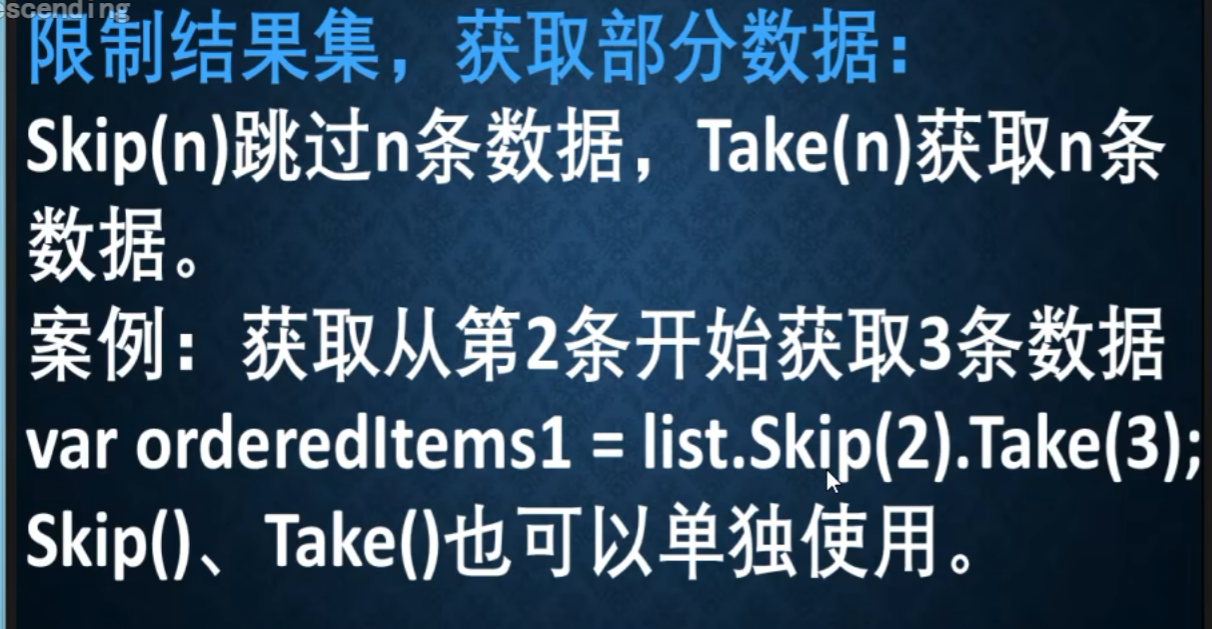 escending
限制结果集，获取部分数据：
Skip(n)跳过n条数据，Take(n)获取n条
数据。
案例：获取从第2条开始获取3条数据
var orderedItems1 = list.Skip(2).Take(3);
Skip()、Take()也可以单独使用。